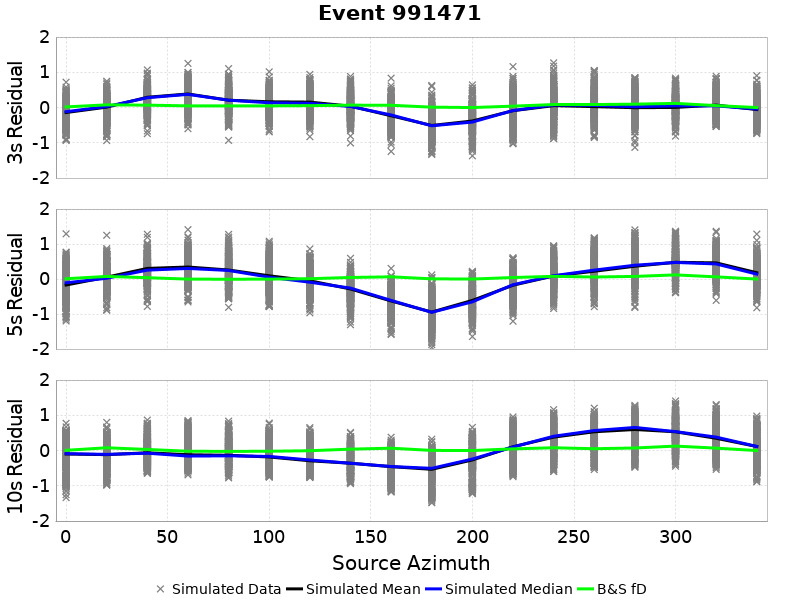 Event 991471
3s Residual
2
1
0
-1
-2
5s Residual
2
1
0
-1
-2
10s Residual
2
1
0
-1
-2
0 50 100 150 200 250 300
Source Azimuth
Simulated Data Simulated Mean Simulated Median B&S fD